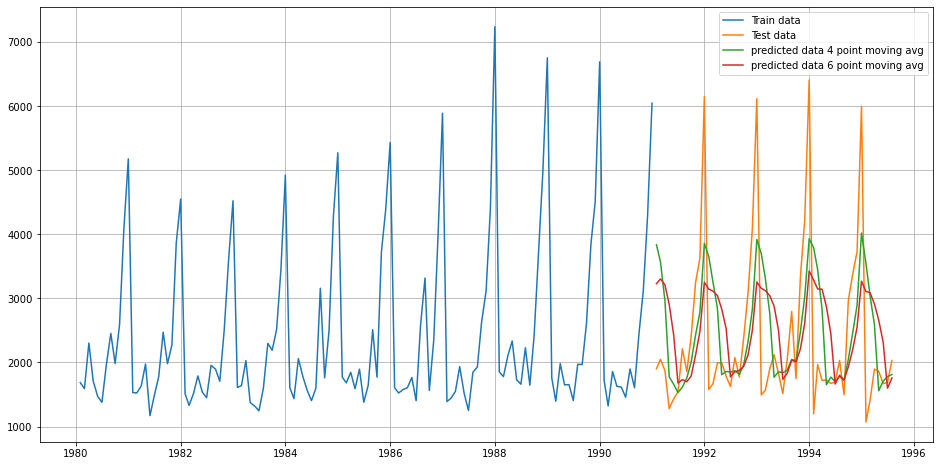 Train data
Test data
predicted data 4 point moving avg
predicted data 6 point moving avg
7000
6000
5000
4000
3000
2000
1000
1980 1982 1984 1986 1988 1990 1992 1994 1996